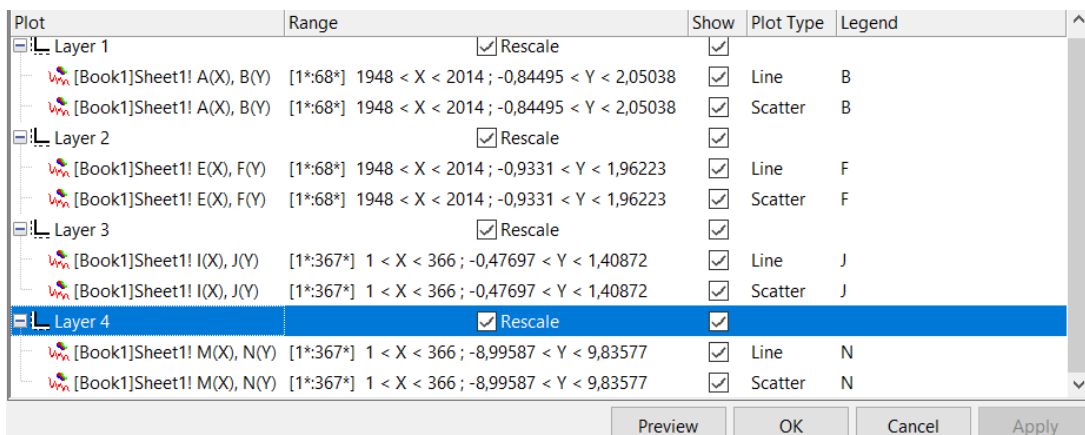 Plot Range Show Plot Type Legend
Layer 1 Rescale
[Book1]Sheet1! A(X), B(Y) [1*:68*] 1948 < X < 2014 ; -0,84495 < Y < 2,05038 Line B
[Book1]Sheet1! A(X), B(Y) [1*:68*] 1948 < X < 2014 ; -0,84495 < Y < 2,05038 Scatter B
Layer 2 Rescale
[Book1]Sheet1! E(X), F(Y) [1*:68*] 1948 < X < 2014 ; -0,9331 < Y < 1,96223 Line F
[Book1]Sheet1! E(X), F(Y) [1*:68*] 1948 < X < 2014 ; -0,9331 < Y < 1,96223 Scatter F
Layer 3 Rescale
[Book1]Sheet1! I(X), J(Y) [1*:367*] 1 < X < 366 ; -0,47697 < Y < 1,40872 Line J
[Book1]Sheet1! I(X), J(Y) [1*:367*] 1 < X < 366 ; -0,47697 < Y < 1,40872 Scatter J
Layer 4 Rescale
[Book1]Sheet1! M(X), N(Y) [1*:367*] 1 < X < 366 ; -8,99587 < Y < 9,83577 Line N
[Book1]Sheet1! M(X), N(Y) [1*:367*] 1 < X < 366 ; -8,99587 < Y < 9,83577 Scatter N
Preview OK Cancel Apply